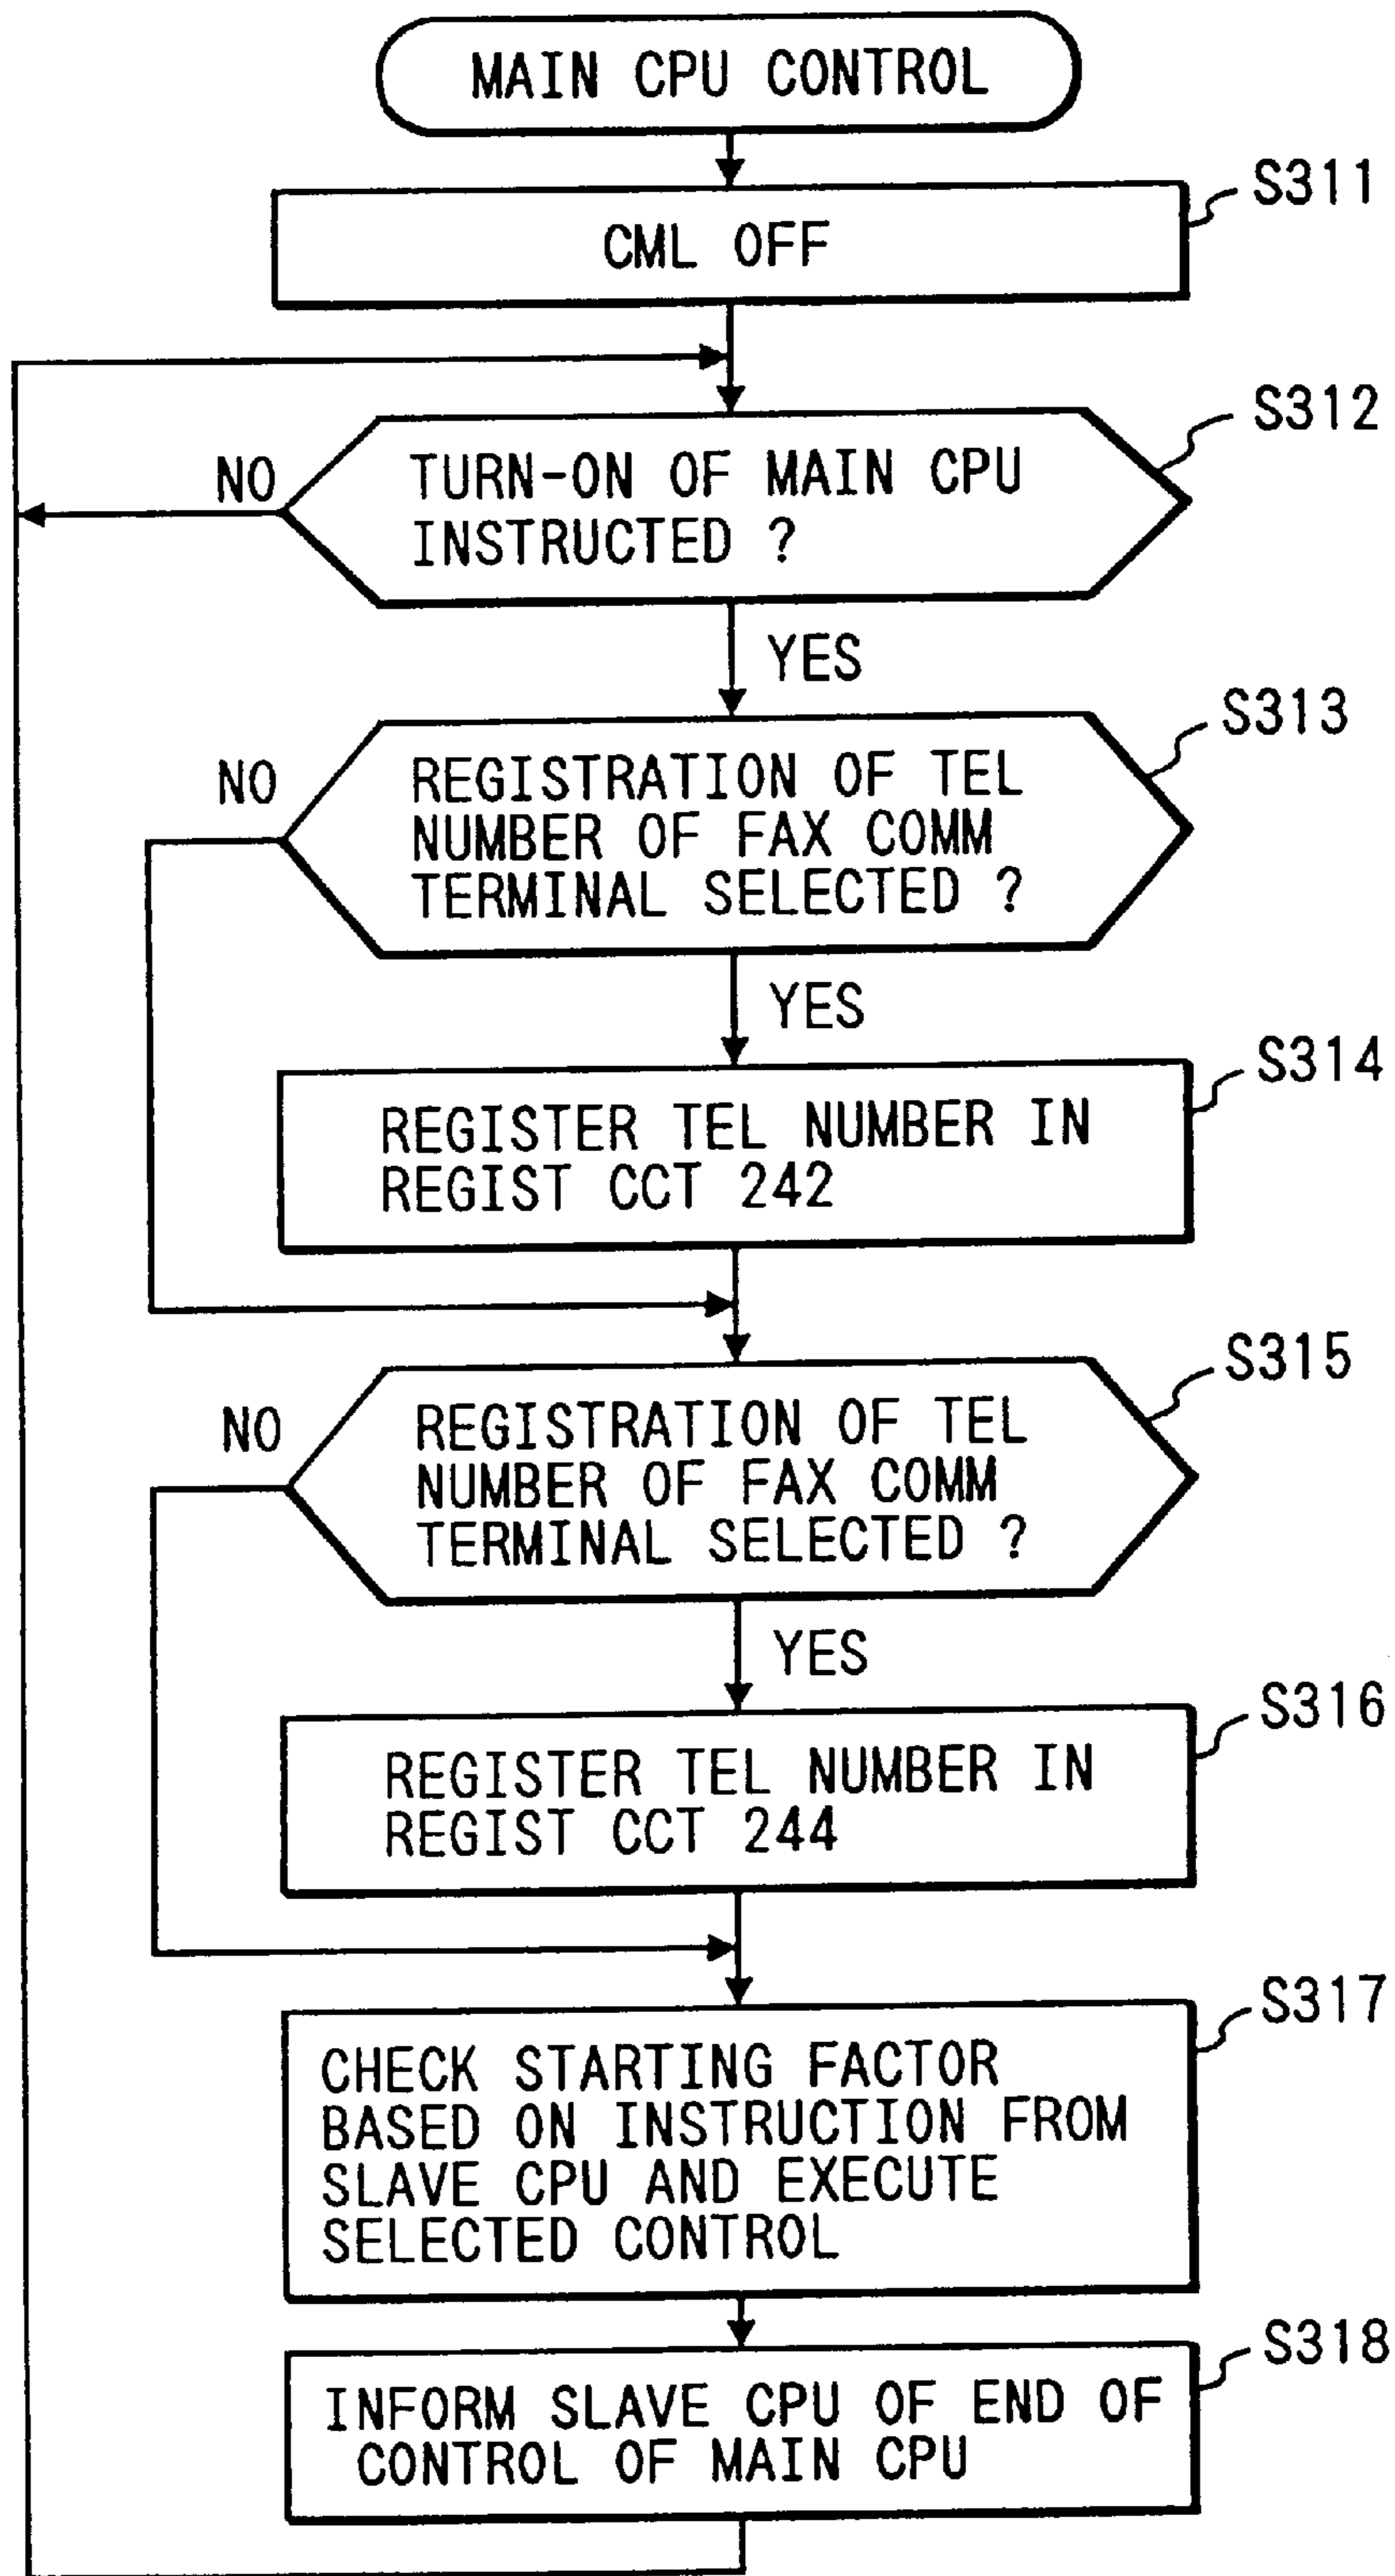 MAIN CPU CONTROL
S311
CML OFF
S312
NO
TURN-ON OF MAIN CPU
INSTRUCTED ?
YES
S313
NO
REGISTRATION OF TEL
NUMBER OF FAX COMM
TERMINAL SELECTED ?
YES
S314
REGISTER TEL NUMBER IN
REGIST CCT 242
S315
NO
REGISTRATION OF TEL
NUMBER OF FAX COMM
TERMINAL SELECTED ?
YES
S316
REGISTER TEL NUMBER IN
REGIST CCT 244
S317
CHECK STARTING FACTOR
BASED ON INSTRUCTION FROM
SLAVE CPU AND EXECUTE
SELECTED CONTROL
S318
INFORM SLAVE CPU OF END OF
CONTROL OF MAIN CPU